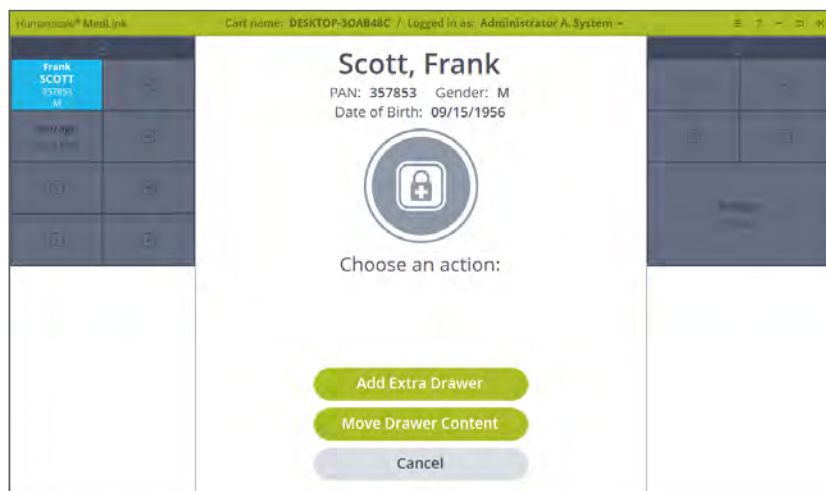 Humanscale® MedLink
Cart name: DESKTOP-3OAB48C / Logged in as: Administrator A. System
Frank
SCOTT
357853
M
Scott, Frank
PAN: 357853 Gender: M
Date of Birth: 09/15/1956
Choose an action:
Add Extra Drawer
Move Drawer Content
Cancel